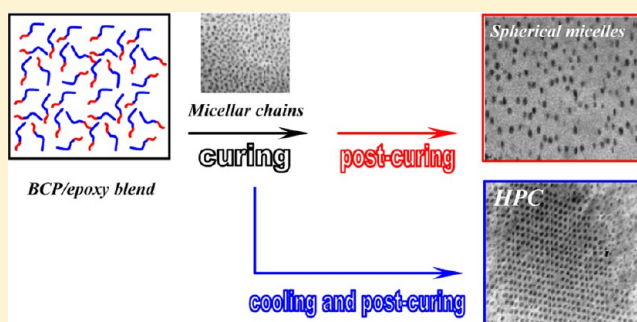 Spherical micelles
Micellar chains
curing
post-curing
BCP/epoxy blend
HPC
cooling and post-curing